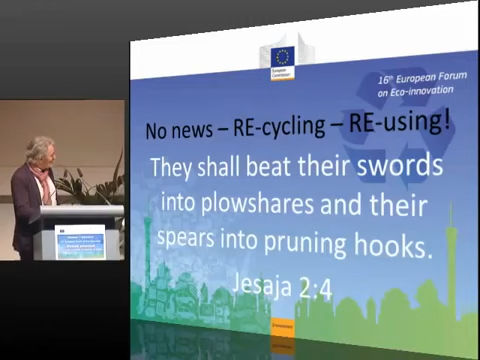 European
Commission
16th European Forum
on Eco-innovation
No news – RE-cycling – RE-using!
They shall beat their swords
into plowshares and their
spears into pruning hooks.
Jesaja 2:4
Environment